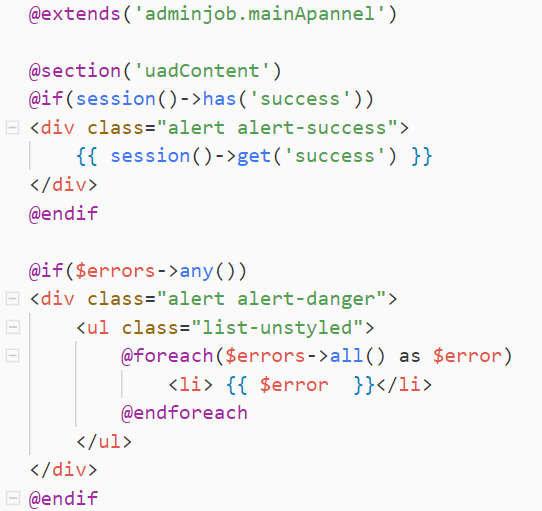 @extends('adminjob.mainApannel')
@section('uadContent')
@if(session()->has('success'))
<div class="alert alert-success">
{{ session()->get('success') }}
</div>
@endif
@if($errors->any())
<div class="alert alert-danger">
<ul class="list-unstyled">
@foreach($errors->all() as $error)
<li> {{ $error  }}</li>
@endforeach
</ul>
</div>
@endif